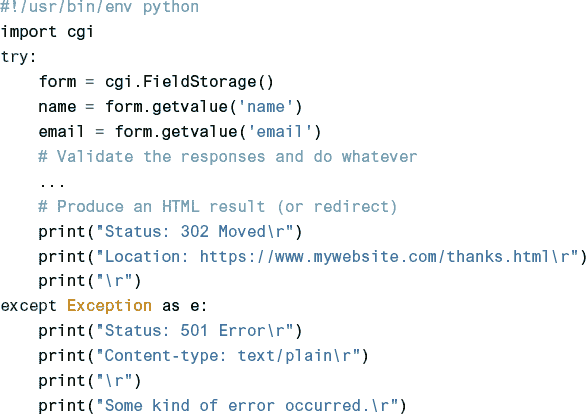 #!/usr/bin/env python
import cgi
try:
    form = cgi.FieldStorage()
    name = form.getvalue('name')
    email = form.getvalue('email')
    # Validate the responses and do whatever
    ...
    # Produce an HTML result (or redirect)
    print("Status: 302 Moved\r")
    print("Location: https://www.mywebsite.com/thanks.html\r")
    print("\r")
except Exception as e:
    print("Status: 501 Error\r")
    print("Content-type: text/plain\r")
    print("\r")
    print("Some kind of error occurred.\r")